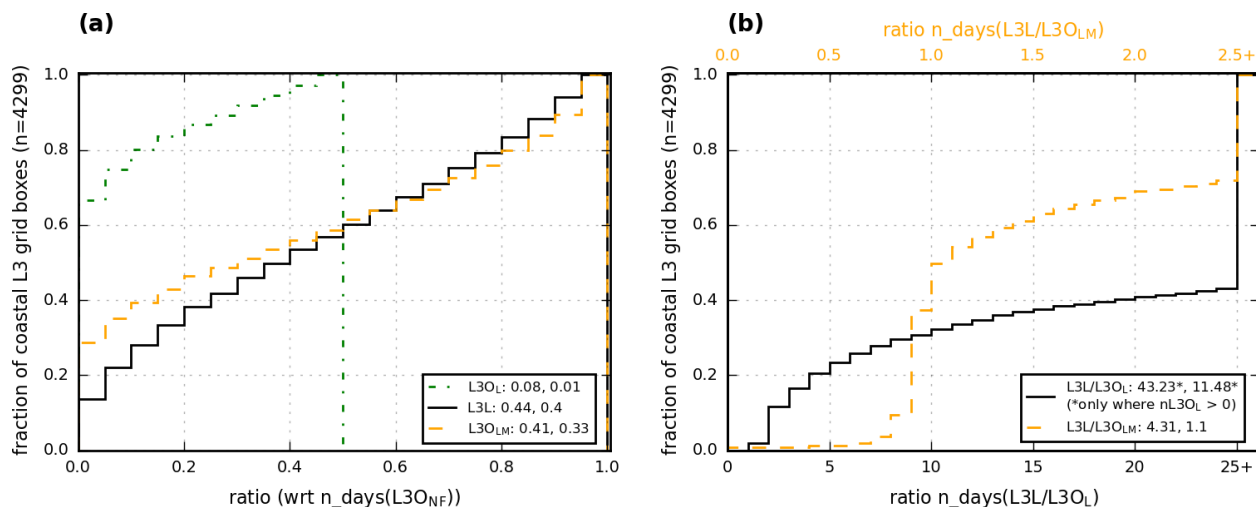 (a)
fraction of coastal L3 grid boxes (n=4299)
1.0
0.8
0.6
0.4
0.2
0.0
L3O_L: 0.08, 0.01
L3L: 0.44, 0.4
L3O_LM: 0.41, 0.33
0.0 0.2 0.4 0.6 0.8 1.0
ratio (wrt n_days(L3O_NF))
(b)
ratio n_days(L3L/L3O_LM)
0.0 0.5 1.0 1.5 2.0 2.5+
fraction of coastal L3 grid boxes (n=4299)
1.0
0.8
0.6
0.4
0.2
0.0
L3L/L3O_L: 43.23*, 11.48*
(*only where nL3O_L > 0)
L3L/L3O_LM: 4.31, 1.1
0 5 10 15 20 25+
ratio n_days(L3L/L3O_L)